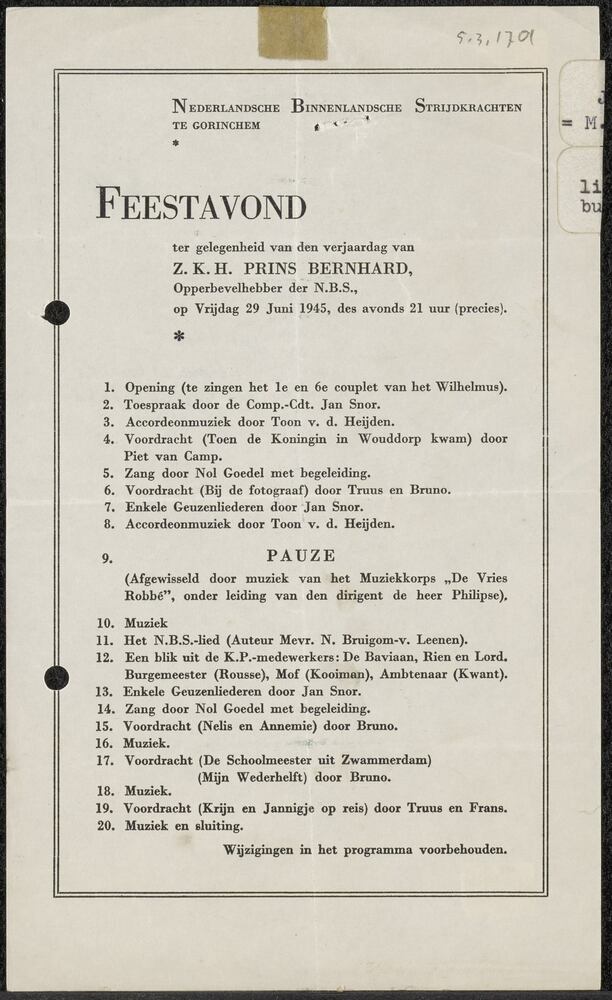 5.3, 1701
NEDERLANDSCHE BINNENLANDSCHE STRIJDKRACHTEN
TE GORINCHEM
*
= M.
li
bu
FEESTAVOND
ter gelegenheid van den verjaardag van
Z. K. H. PRINS BERNHARD,
Opperbevelhebber der N.B.S.,
op Vrijdag 29 Juni 1945, des avonds 21 uur (precies).
*
1. Opening (te zingen het 1e en 6e couplet van het Wilhelmus).
2. Toespraak door de Comp.-Cdt. Jan Snor.
3. Accordeonmuziek door Toon v. d. Heijden.
4. Voordracht (Toen de Koningin in Wouddorp kwam) door
Piet van Camp.
5. Zang door Nol Goedel met begeleiding.
6. Voordracht (Bij de fotograaf) door Truus en Bruno.
7. Enkele Geuzenliederen door Jan Snor.
8. Accordeonmuziek door Toon v. d. Heijden.
9. PAUZE
(Afgewisseld door muziek van het Muziekkorps „De Vries
Robbé”, onder leiding van den dirigent de heer Philipse).
10. Muziek
11. Het N.B.S.-lied (Auteur Mevr. N. Bruigom-v. Leenen).
12. Een blik uit de K.P.-medewerkers: De Baviaan, Rien en Lord.
Burgemeester (Rousse), Mof (Kooiman), Ambtenaar (Kwant).
13. Enkele Geuzenliederen door Jan Snor.
14. Zang door Nol Goedel met begeleiding.
15. Voordracht (Nelis en Annemie) door Bruno.
16. Muziek.
17. Voordracht (De Schoolmeester uit Zwammerdam)
(Mijn Wederhelft) door Bruno.
18. Muziek.
19. Voordracht (Krijn en Jannigje op reis) door Truus en Frans.
20. Muziek en sluiting.
Wijzigingen in het programma voorbehouden.